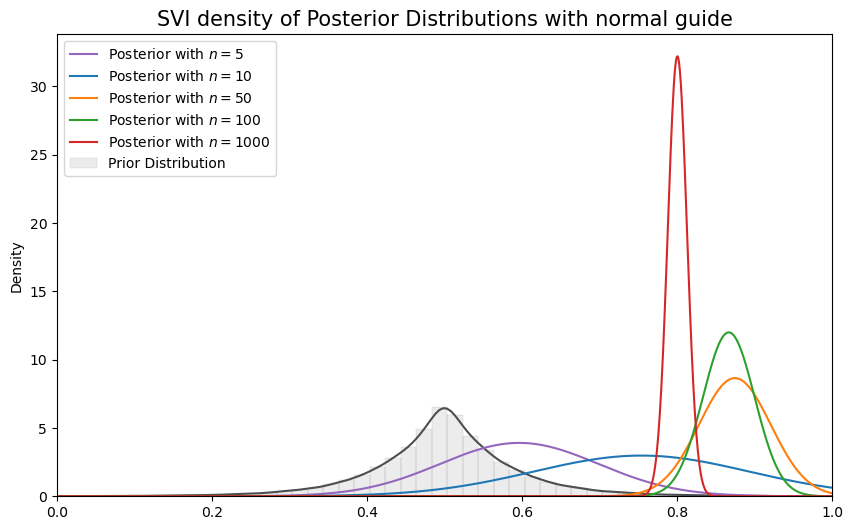 SVI density of Posterior Distributions with normal guide
Posterior with n = 5
Posterior with n = 10
Posterior with n = 50
Posterior with n = 100
Posterior with n = 1000
Prior Distribution
Density
30
25
20
15
10
5
0
0.0 0.2 0.4 0.6 0.8 1.0